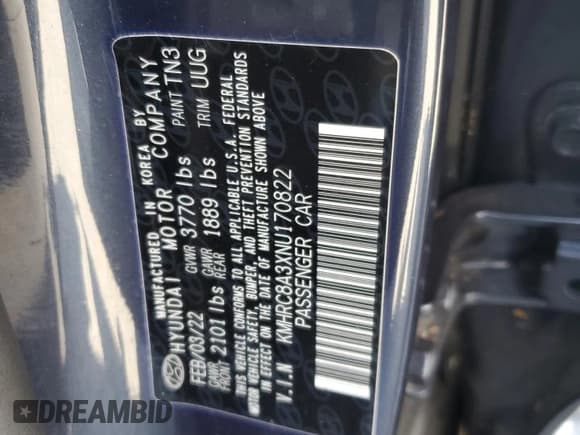 MANUFACTURED IN KOREA BY
HYUNDAI MOTOR COMPANY
FEB/03/22 GVWR 3770 lbs PAINT TN3
GAWR FRONT 2101 lbs GAWR REAR 1889 lbs TRIM UUG
THIS VEHICLE CONFORMS TO ALL APPLICABLE U.S.A. FEDERAL
MOTOR VEHICLE SAFETY, BUMPER, AND THEFT PREVENTION STANDARDS
IN EFFECT ON THE DATE OF MANUFACTURE SHOWN ABOVE
V.I.N KMHRC8A3XNU170822
PASSENGER CAR
DREAMBID